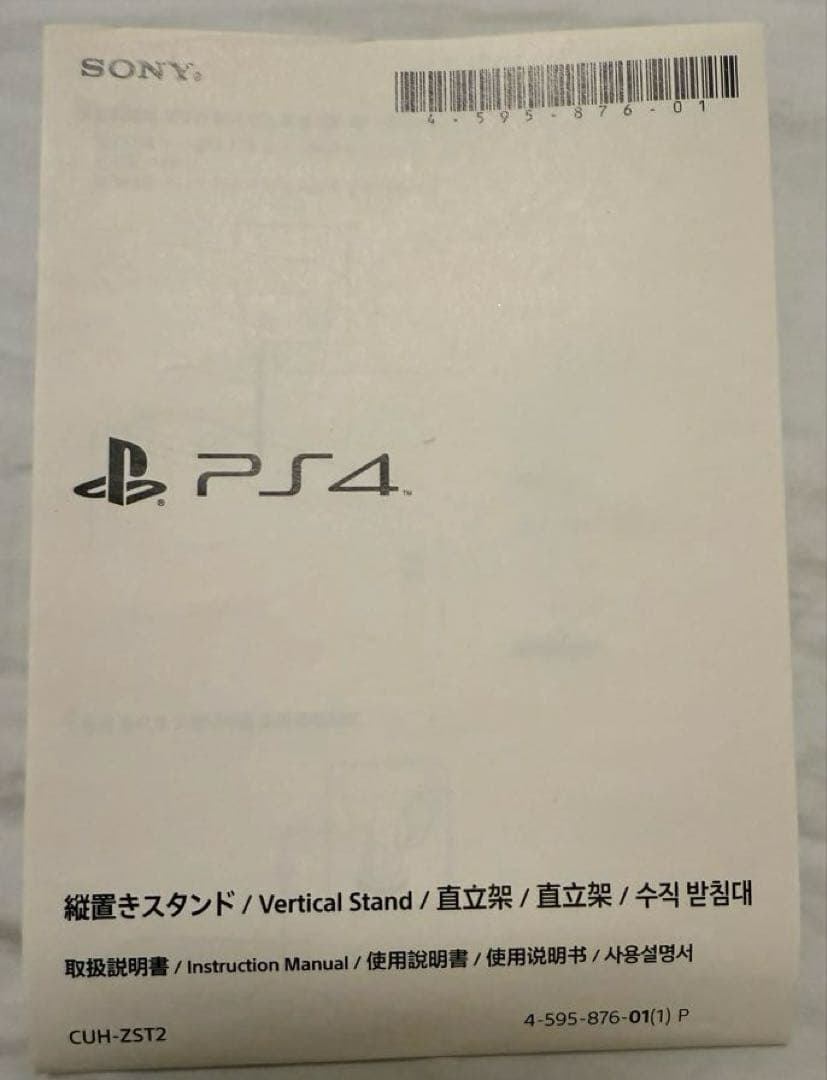 SONY®
4-595-876-01
PS4™
縦置きスタンド / Vertical Stand / 直立架 / 直立架 / 수직 받침대
取扱説明書 / Instruction Manual / 使用說明書 / 使用说明书 / 사용설명서
4-595-876-01(1) P
CUH-ZST2